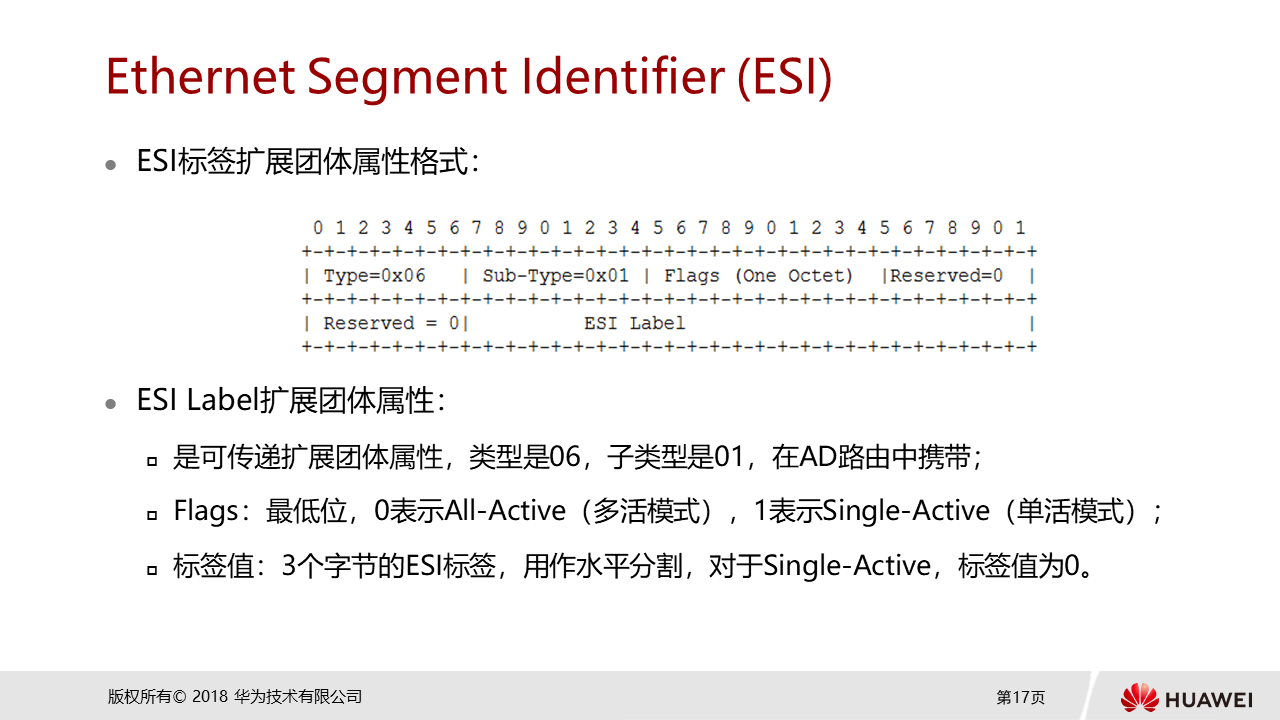 Ethernet Segment Identifier (ESI)
ESI标签扩展团体属性格式：
0 1 2 3 4 5 6 7 8 9 0 1 2 3 4 5 6 7 8 9 0 1 2 3 4 5 6 7 8 9 0 1
+-+-+-+-+-+-+-+-+-+-+-+-+-+-+-+-+-+-+-+-+-+-+-+-+-+-+-+-+-+-+-+-+
| Type=0x06 | Sub-Type=0x01 | Flags (One Octet) |Reserved=0 |
+-+-+-+-+-+-+-+-+-+-+-+-+-+-+-+-+-+-+-+-+-+-+-+-+-+-+-+-+-+-+-+-+
| Reserved = 0| ESI Label |
+-+-+-+-+-+-+-+-+-+-+-+-+-+-+-+-+-+-+-+-+-+-+-+-+-+-+-+-+-+-+-+-+
ESI Label扩展团体属性：
是可传递扩展团体属性，类型是06，子类型是01，在AD路由中携带；
Flags：最低位，0表示All-Active（多活模式），1表示Single-Active（单活模式）；
标签值：3个字节的ESI标签，用作水平分割，对于Single-Active，标签值为0。
版权所有© 2018 华为技术有限公司
第17页
HUAWEI